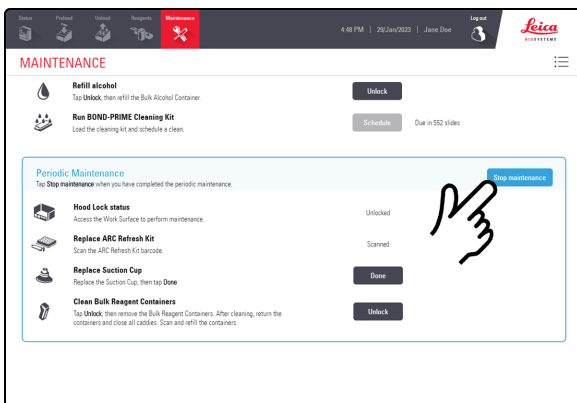 Status Preload Unload Reagents Maintenance
4:48 PM | 29/Jan/2023 | Jane Doe
Log out
Leica
BIOSYSTEMS
MAINTENANCE
Refill alcohol
Tap Unlock, then refill the Bulk Alcohol Container.
Unlock
Run BOND-PRIME Cleaning Kit
Load the cleaning kit and schedule a clean.
Schedule
Due in 552 slides
Periodic Maintenance
Tap Stop maintenance when you have completed the periodic maintenance.
Stop maintenance
Hood Lock status
Access the Work Surface to perform maintenance.
Unlocked
Replace ARC Refresh Kit
Scan the ARC Refresh Kit barcode.
Scanned
Replace Suction Cup
Replace the Suction Cup, then tap Done
Done
Clean Bulk Reagent Containers
Tap Unlock, then remove the Bulk Reagent Containers. After cleaning, return the
containers and close all caddies. Scan and refill the containers
Unlock